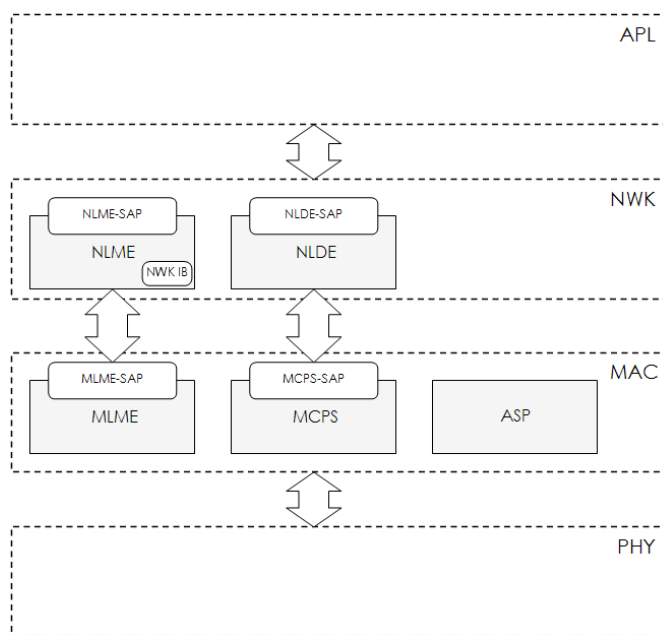 APL
NWK
NLME-SAP
NLDE-SAP
NLME
NLDE
NWK IB
MAC
MLME-SAP
MCPS-SAP
MLME
MCPS
ASP
PHY